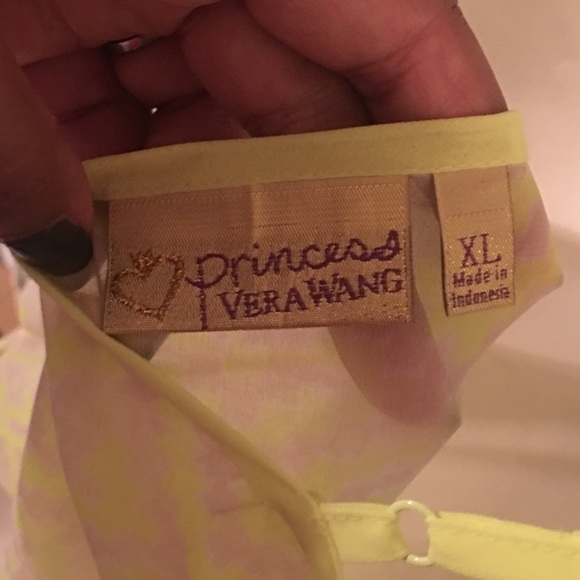 princess
VERA WANG
XL
Made in
Indonesia